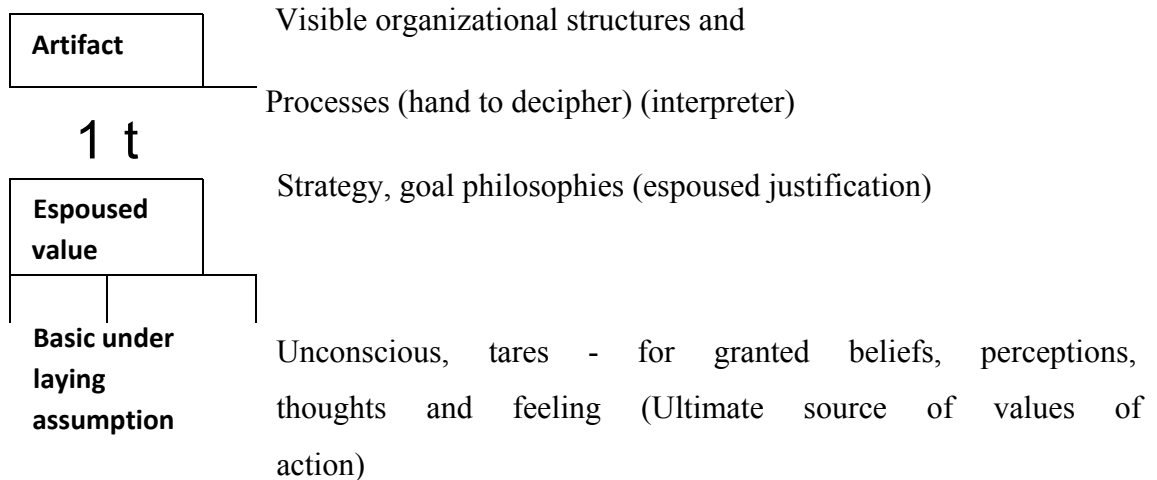 Artifact
Visible organizational structures and
Processes (hand to decipher) (interpreter)
1 t
Espoused
value
Strategy, goal philosophies (espoused justification)
Basic under
laying
assumption
Unconscious, tares - for granted beliefs, perceptions,
thoughts and feeling (Ultimate source of values of
action)